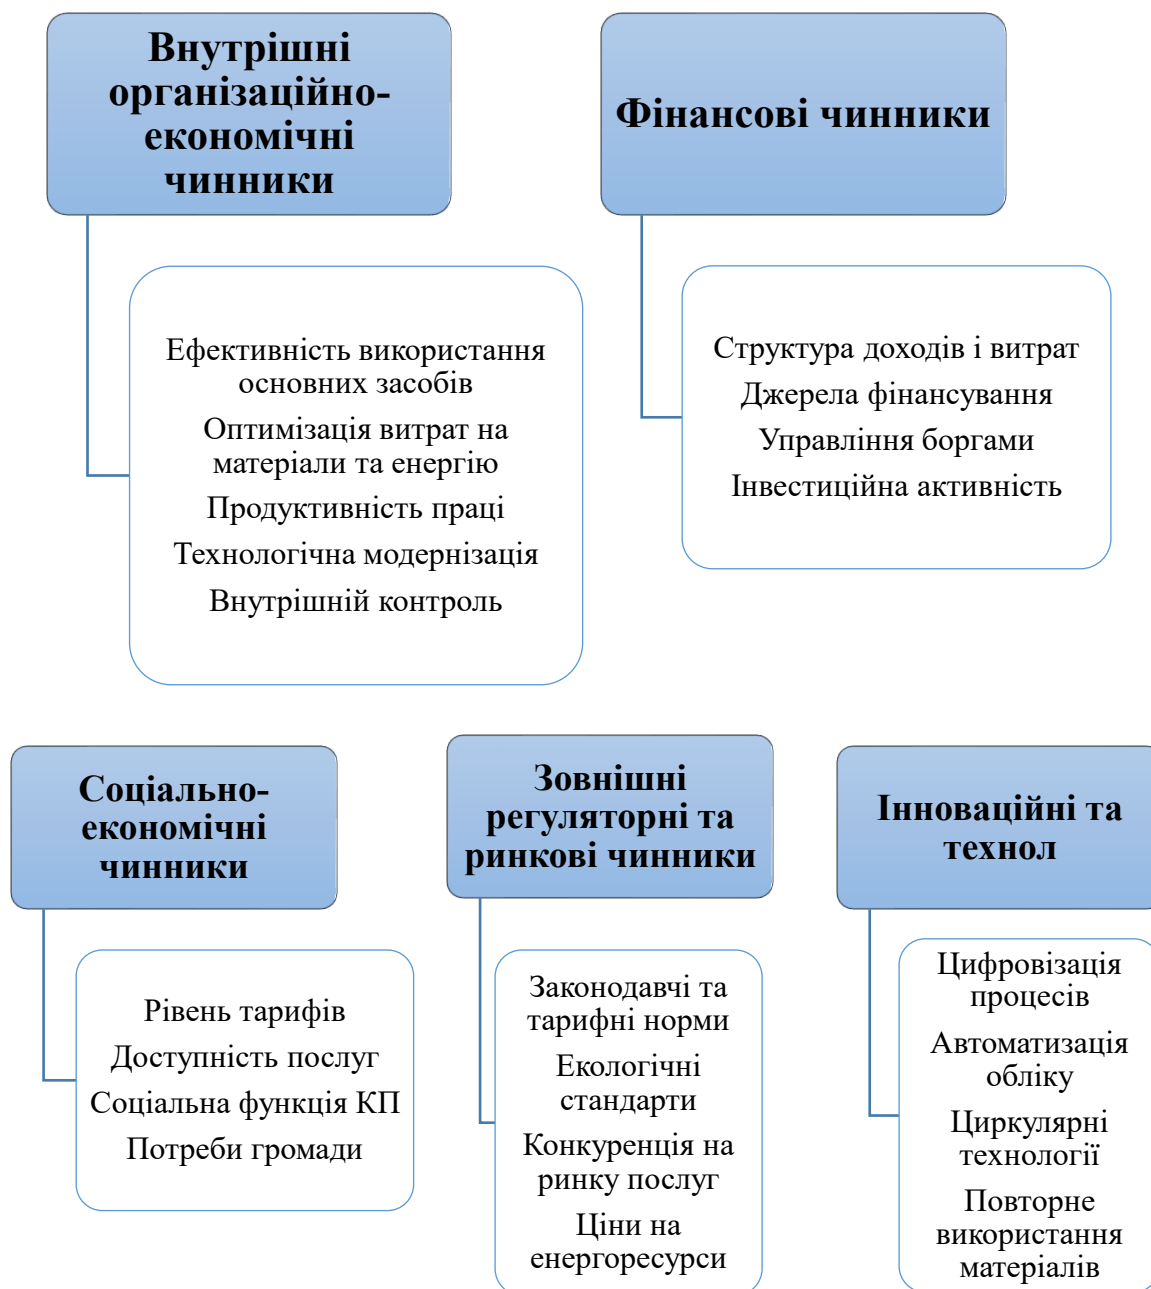 Внутрішні
організаційно-
економічні
чинники
Фінансові чинники
Ефективність використання
основних засобів
Оптимізація витрат на
матеріали та енергію
Продуктивність праці
Технологічна модернізація
Внутрішній контроль
Структура доходів і витрат
Джерела фінансування
Управління боргами
Інвестиційна активність
Соціально-
економічні
чинники
Зовнішні
регуляторні та
ринкові чинники
Інноваційні та
технол
Рівень тарифів
Доступність послуг
Соціальна функція КП
Потреби громади
Законодавчі та
тарифні норми
Екологічні
стандарти
Конкуренція на
ринку послуг
Ціни на
енергоресурси
Цифровізація
процесів
Автоматизація
обліку
Циркулярні
технології
Повторне
використання
матеріалів